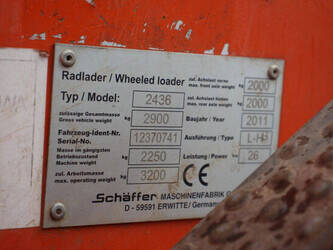 Radlader / Wheeled loader
zul. Achslast vorne
max. front axle weight kg 2000
Typ / Model: 2436
zul. Achslast hinten
max. rear axle weight kg 2000
zulässige Gesamtmasse
Gross vehicle weight kg 2900
Baujahr / Year 2011
Fahrzeug-Ident-Nr.
Serial-No. 12370741
Ausführung / Type
Masse im gängigsten
Betriebszustand
Machine weight kg 2250
Leistung / Power kW 26
zul. Arbeitsmasse
max. operating weight kg 3200
CE
Schäffer MASCHINENFABRIK
D - 59591 ERWITTE / German